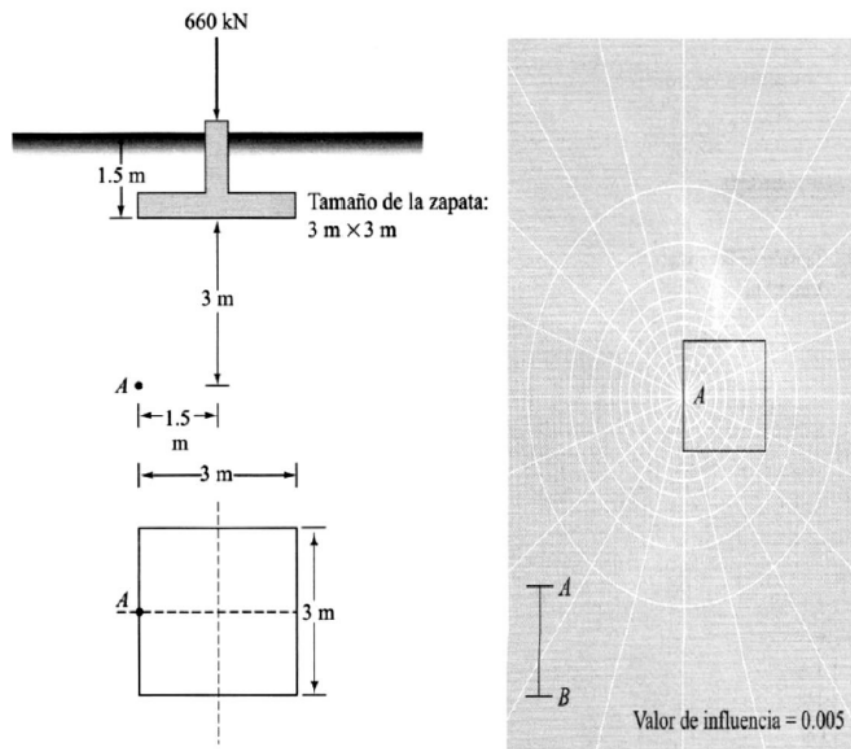 660 kN
1.5 m
Tamaño de la zapata:
3 m × 3 m
3 m
A
1.5
m
3 m
A
3 m
A
A
B
Valor de influencia = 0.005